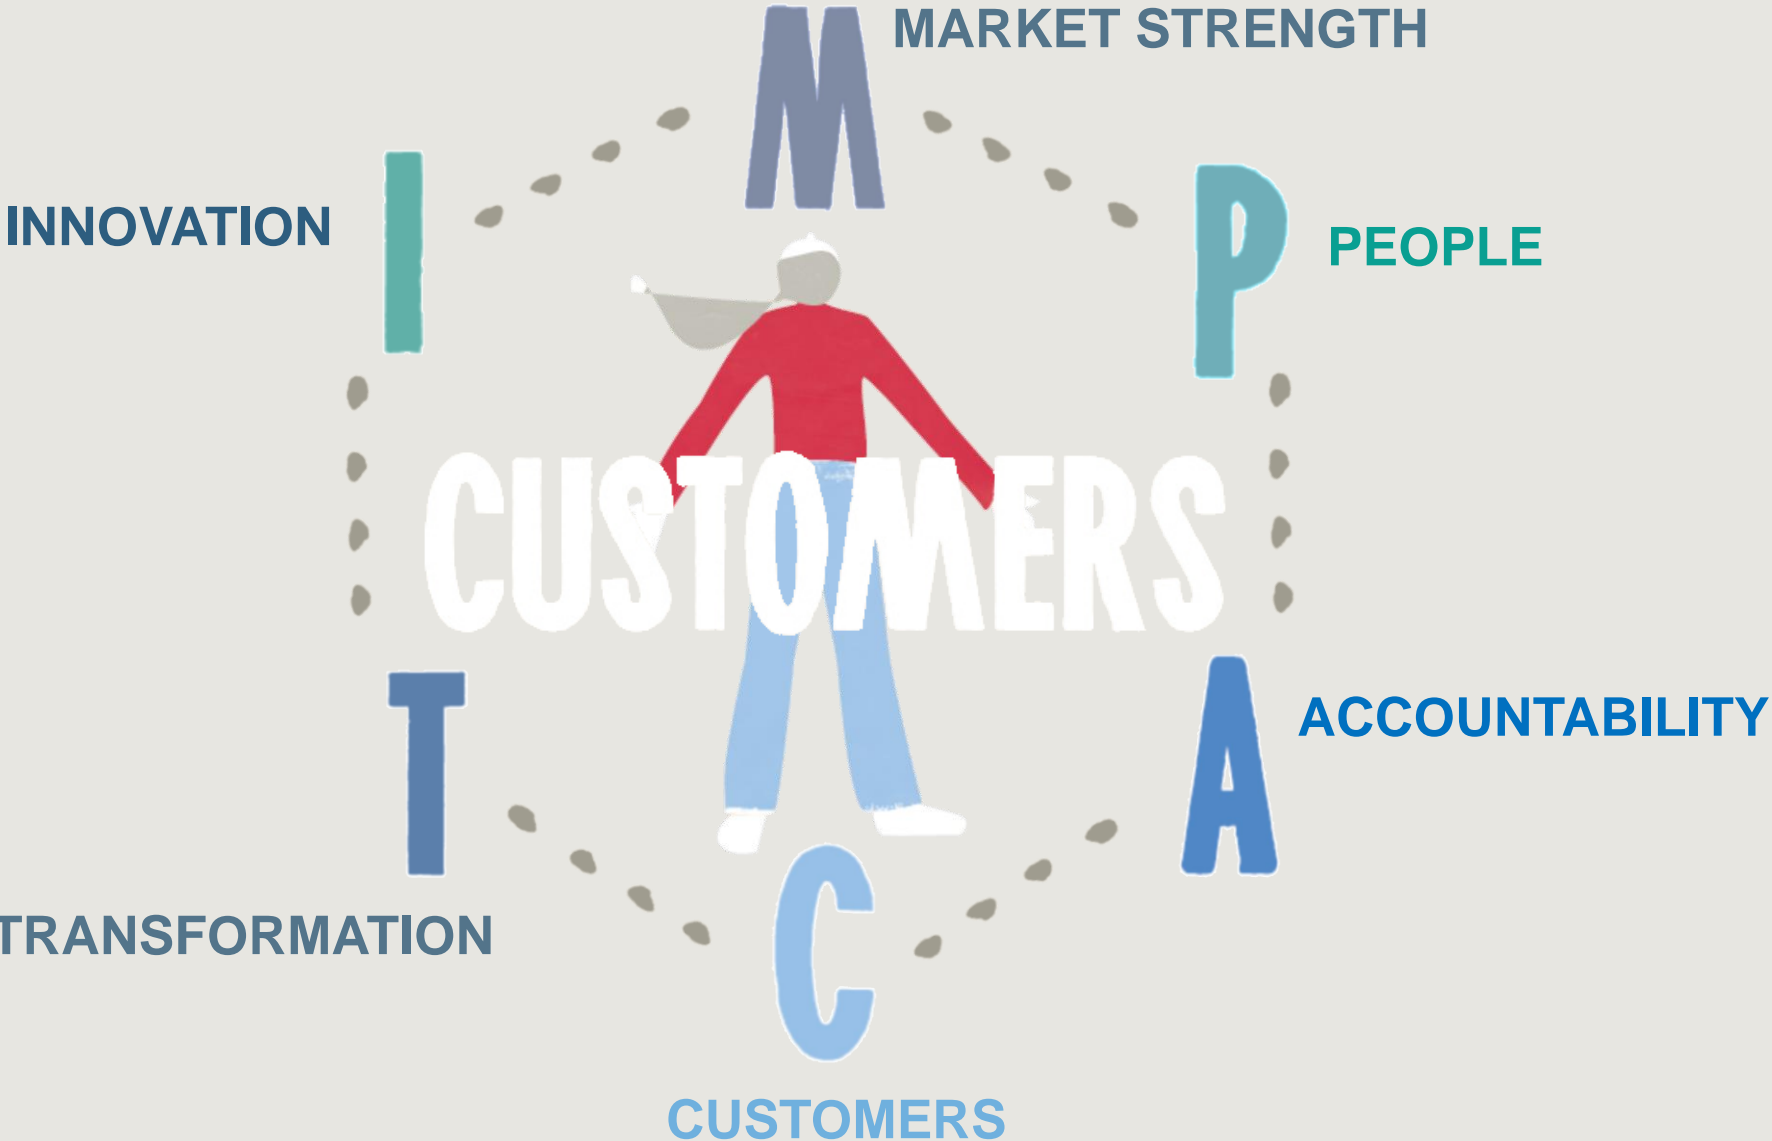 M
MARKET STRENGTH
I
INNOVATION
P
PEOPLE
CUSTOMERS
T
TRANSFORMATION
A
ACCOUNTABILITY
C
CUSTOMERS